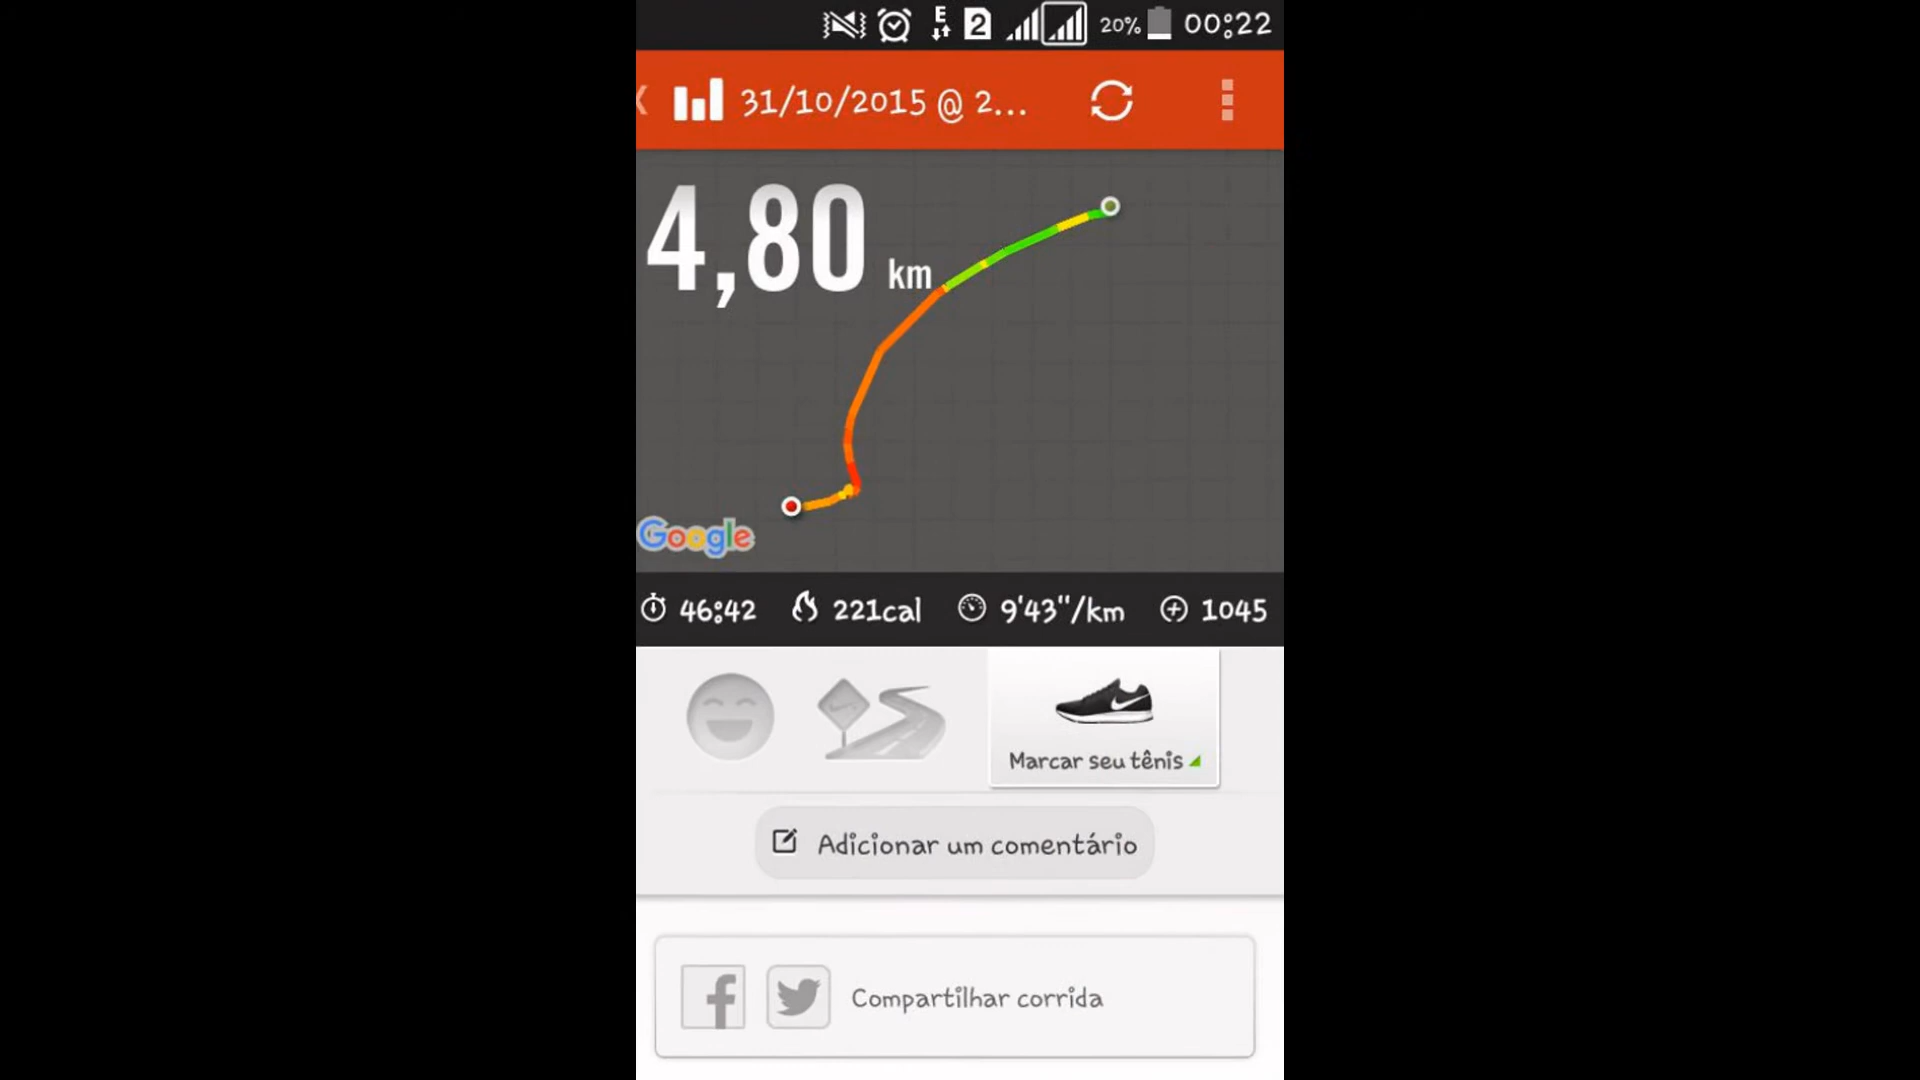 E 2 20% 00:22
31/10/2015 @ 2...
4,80 km
Google
46:42 221cal 9'43"/km 1045
Marcar seu tênis
Adicionar um comentário
Compartilhar corrida